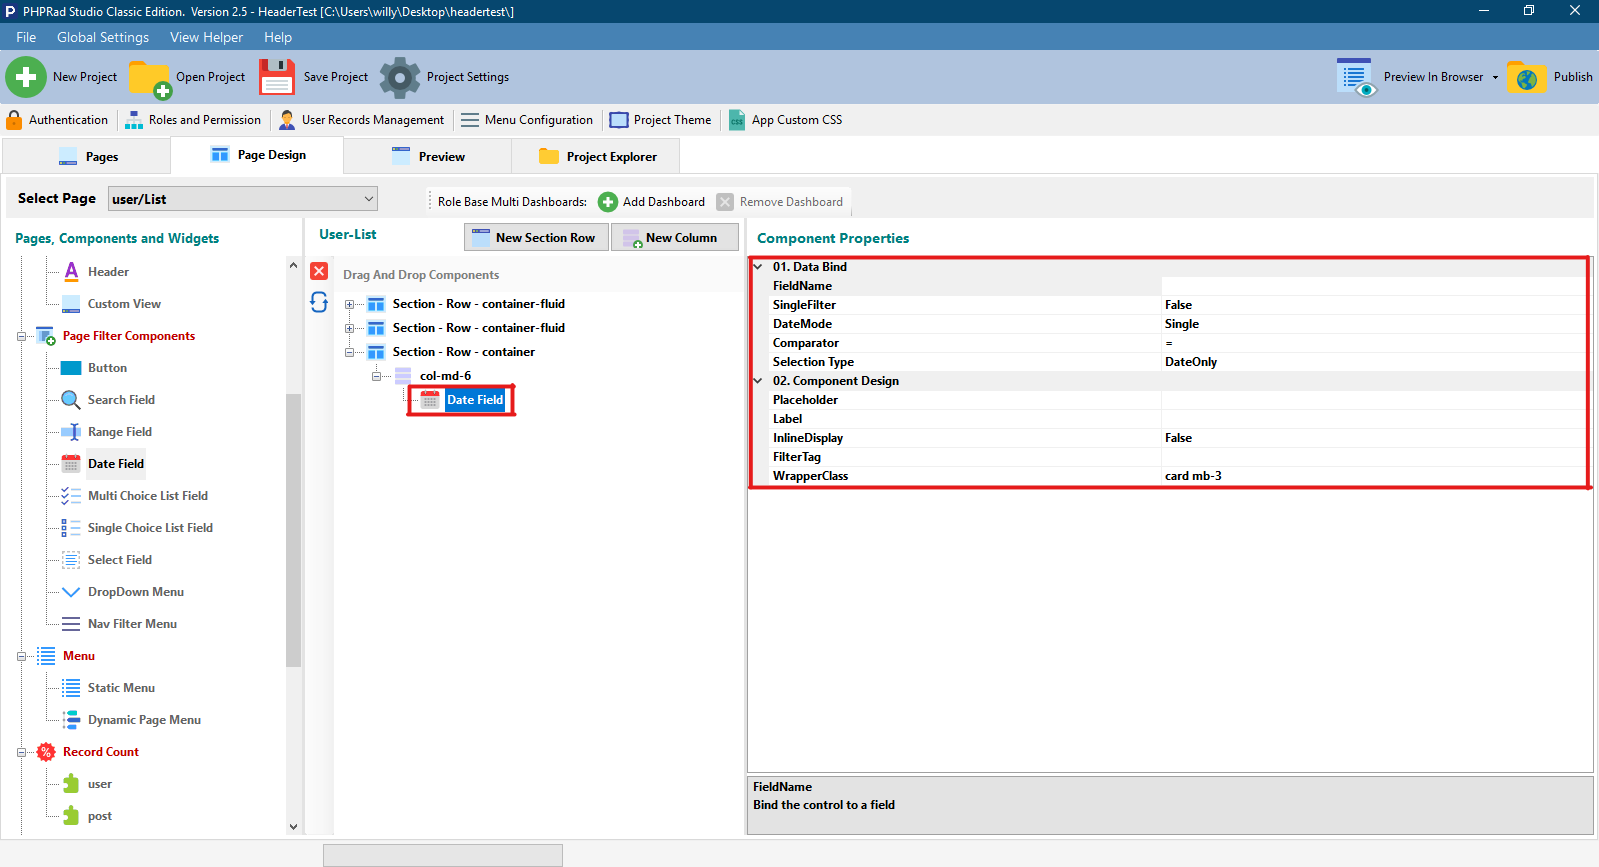 PHPRad Studio Classic Edition. Version 2.5 - HeaderTest [C:\Users\willy\Desktop\headertest\]
File Global Settings View Helper Help
New Project Open Project Save Project Project Settings Preview In Browser Publish
Authentication Roles and Permission User Records Management Menu Configuration Project Theme App Custom CSS
Pages Page Design Preview Project Explorer
Select Page user/List Role Base Multi Dashboards: Add Dashboard Remove Dashboard
Pages, Components and Widgets
Header
Custom View
Page Filter Components
Button
Search Field
Range Field
Date Field
Multi Choice List Field
Single Choice List Field
Select Field
DropDown Menu
Nav Filter Menu
Menu
Static Menu
Dynamic Page Menu
Record Count
user
post
User-List New Section Row New Column
Drag And Drop Components
Section - Row - container-fluid
Section - Row - container-fluid
Section - Row - container
col-md-6
Date Field
Component Properties
01. Data Bind
FieldName
SingleFilter False
DateMode Single
Comparator =
Selection Type DateOnly
02. Component Design
Placeholder
Label
InlineDisplay False
FilterTag
WrapperClass card mb-3
FieldName
Bind the control to a field